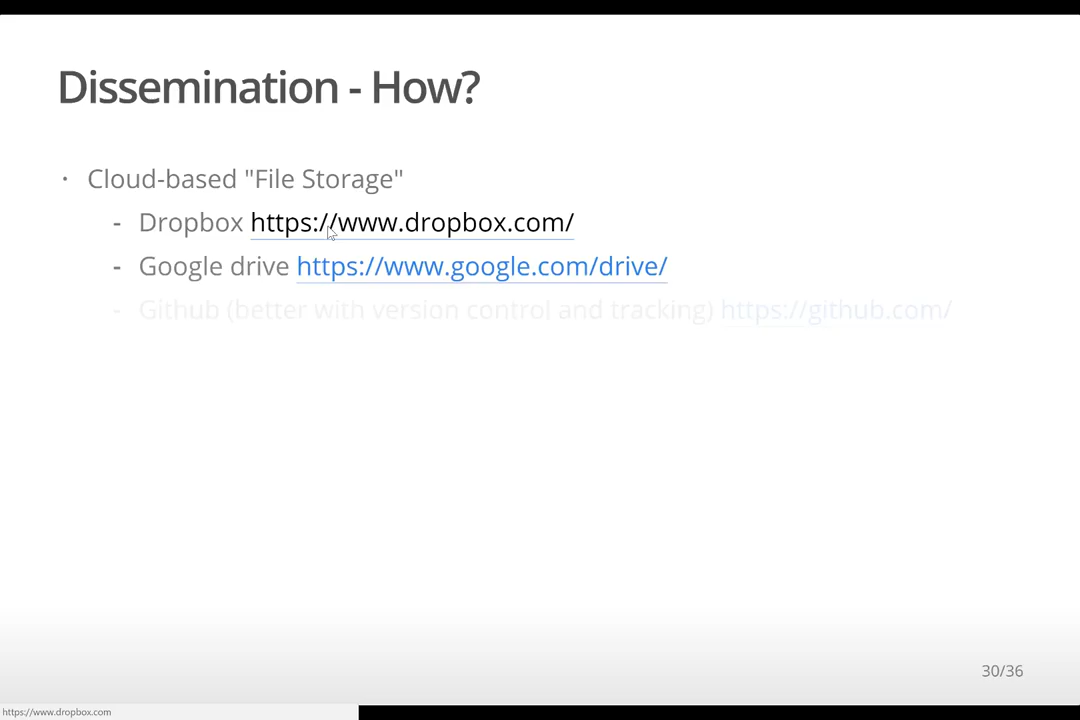 Dissemination - How?
• Cloud-based "File Storage"
- Dropbox https://www.dropbox.com/
- Google drive https://www.google.com/drive/
- Github (better with version control and tracking) https://github.com/
30/36
https://www.dropbox.com